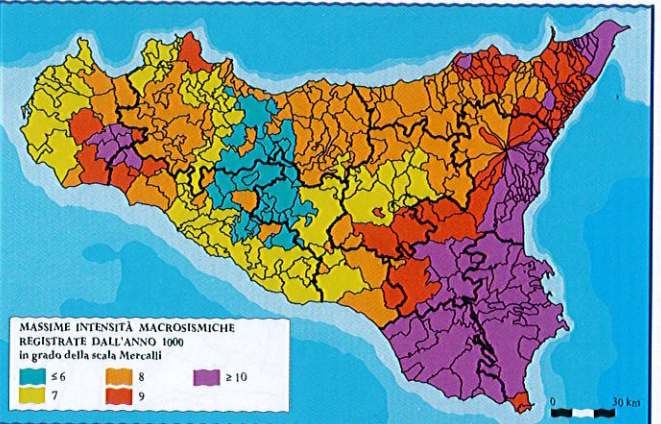 MASSIME INTENSITÀ MACROSISMICHE
REGISTRATE DALL'ANNO 1000
in grado della scala Mercalli
≤ 6
8
≥ 10
7
9
0 30 km